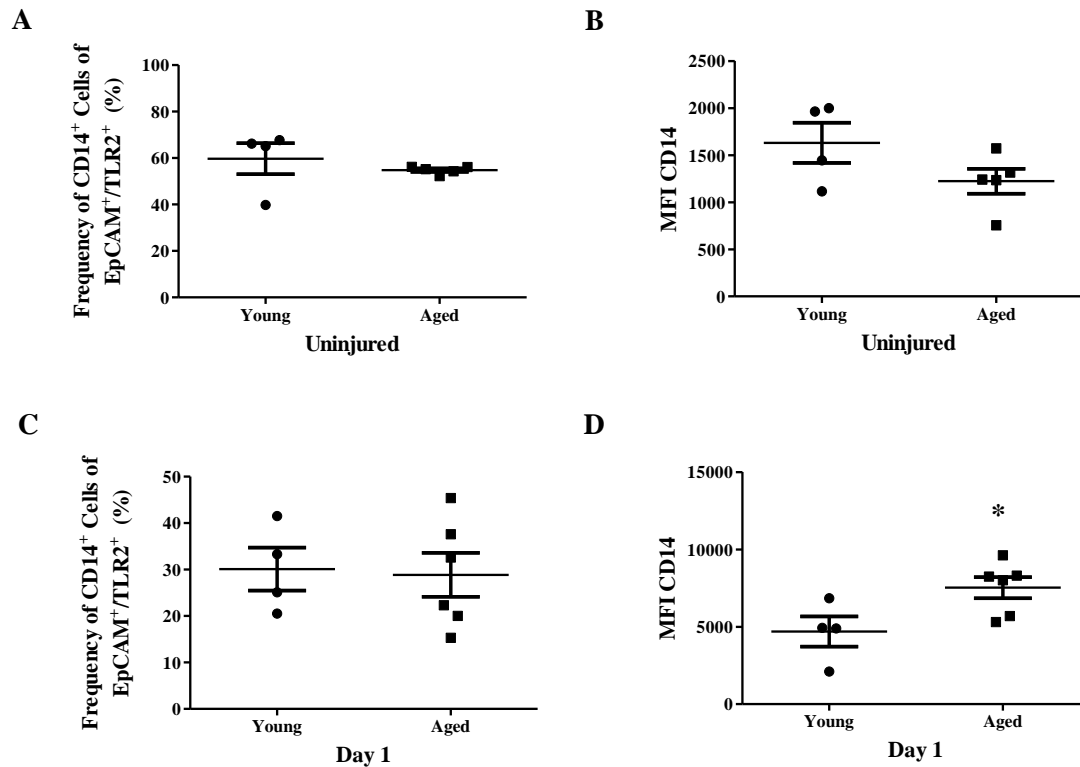 A
Frequency of CD14⁺ Cells of
EpCAM⁺/TLR2⁺ (%)
100
80
60
40
20
0
Young
Aged
Uninjured
B
MFI CD14
2500
2000
1500
1000
500
0
Young
Aged
Uninjured
C
Frequency of CD14⁺ Cells of
EpCAM⁺/TLR2⁺ (%)
50
40
30
20
10
0
Young
Aged
Day 1
D
MFI CD14
15000
10000
5000
0
*
Young
Aged
Day 1